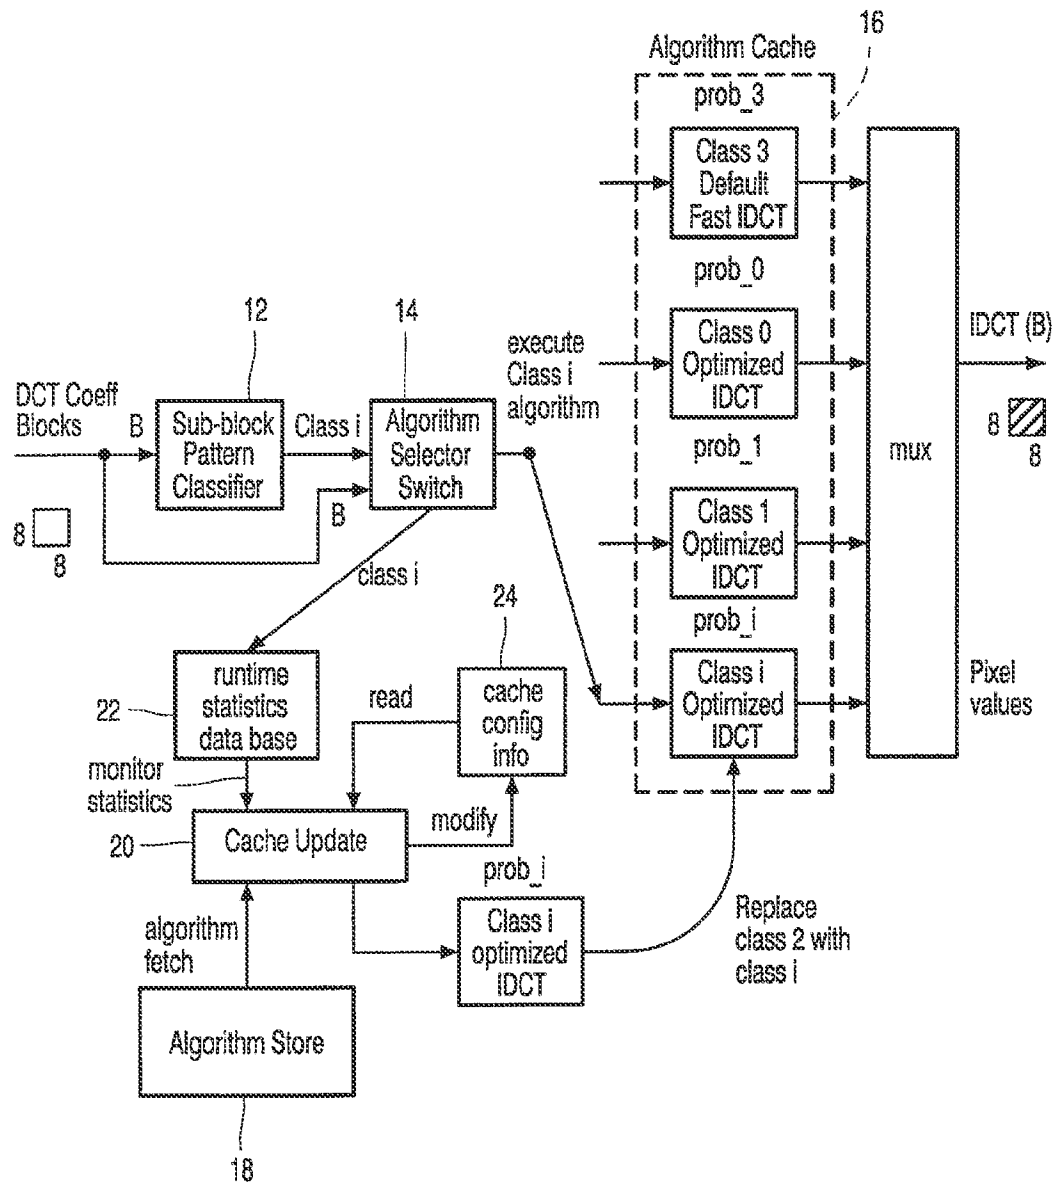 16
Algorithm Cache
prob_3
Class 3
Default
Fast IDCT
prob_0
12
14
execute
Class i
algorithm
Class 0
Optimized
IDCT
IDCT (B)
DCT Coeff
Blocks
B
Sub-block
Pattern
Classifier
Class i
Algorithm
Selector
Switch
B
8
8
prob_1
mux
8
8
Class 1
Optimized
IDCT
class i
24
prob_i
runtime
statistics
data base
22
read
cache
config
info
Class i
Optimized
IDCT
Pixel
values
monitor
statistics
20
Cache Update
modify
prob_i
algorithm
fetch
Class i
optimized
IDCT
Replace
class 2 with
class i
Algorithm Store
18